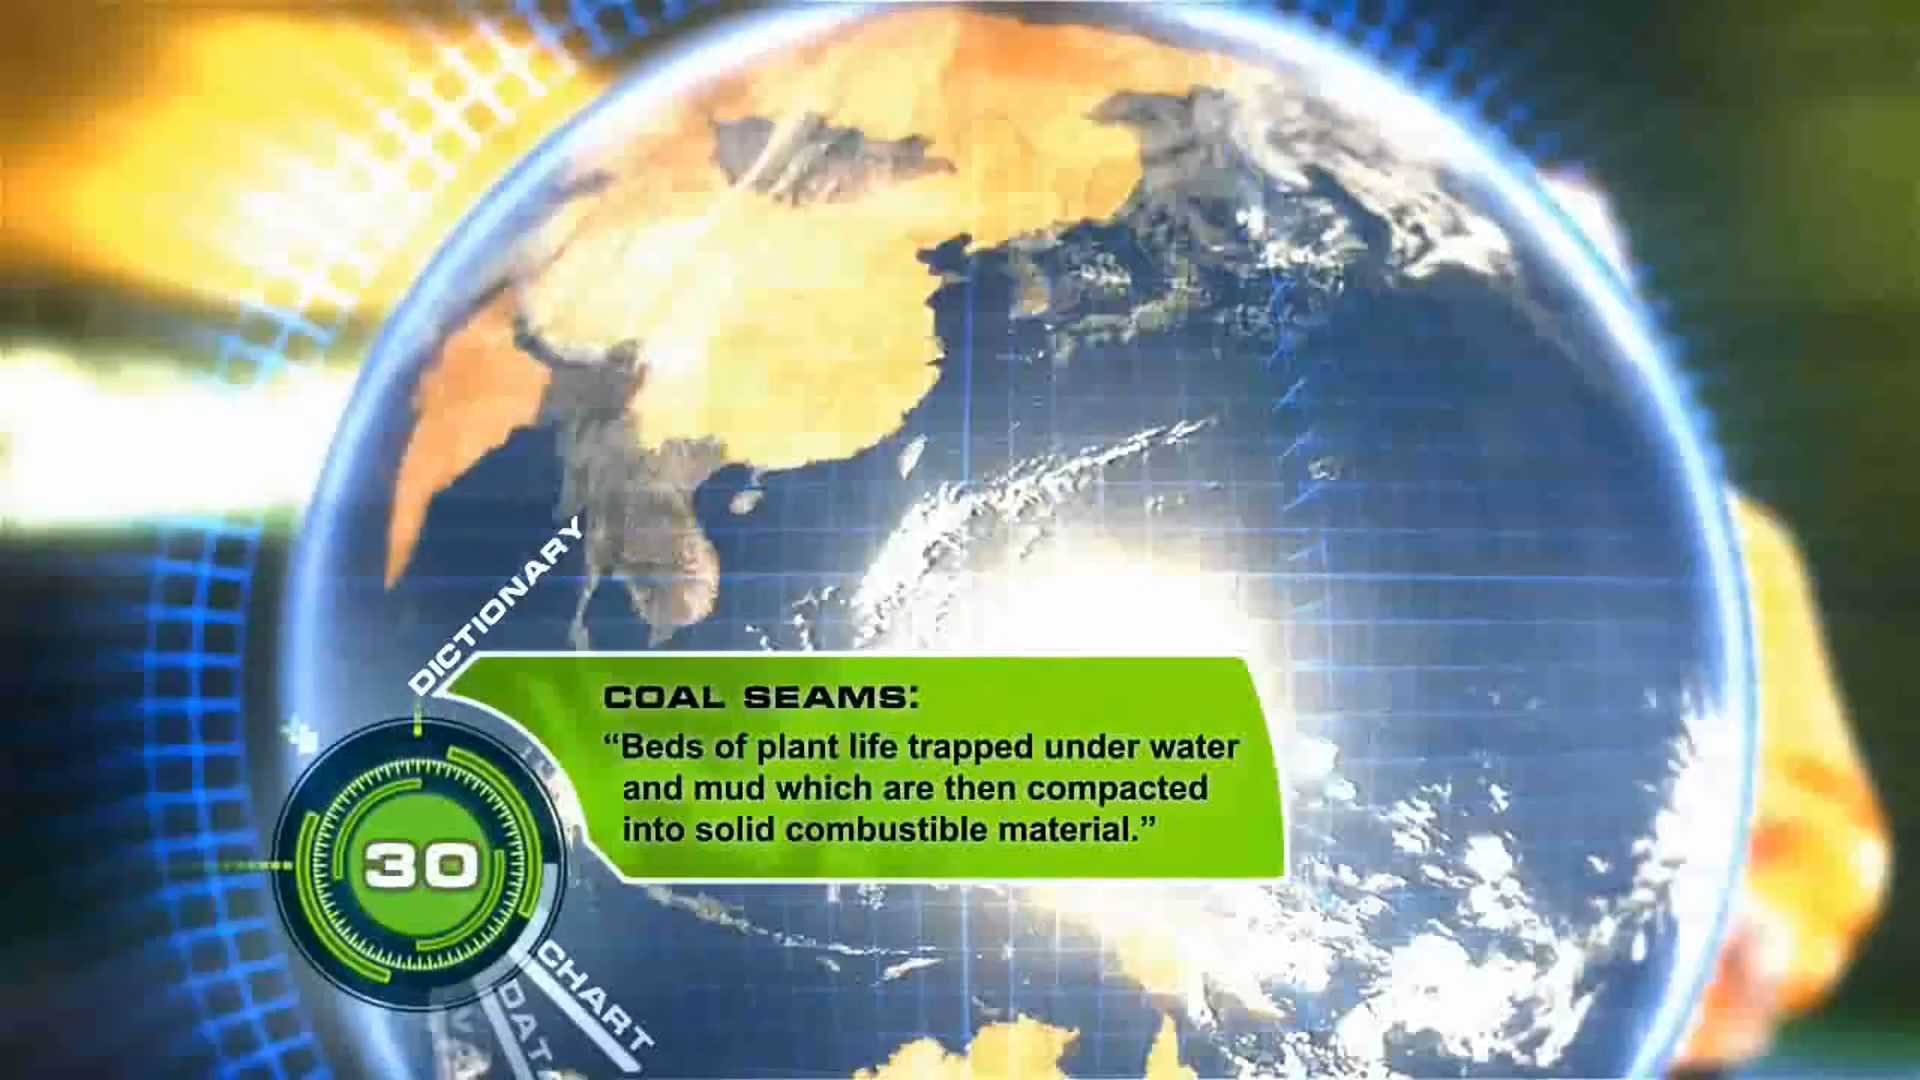 DICTIONARY
COAL SEAMS:
“Beds of plant life trapped under water
and mud which are then compacted
into solid combustible material.”
30
CHART
DATA